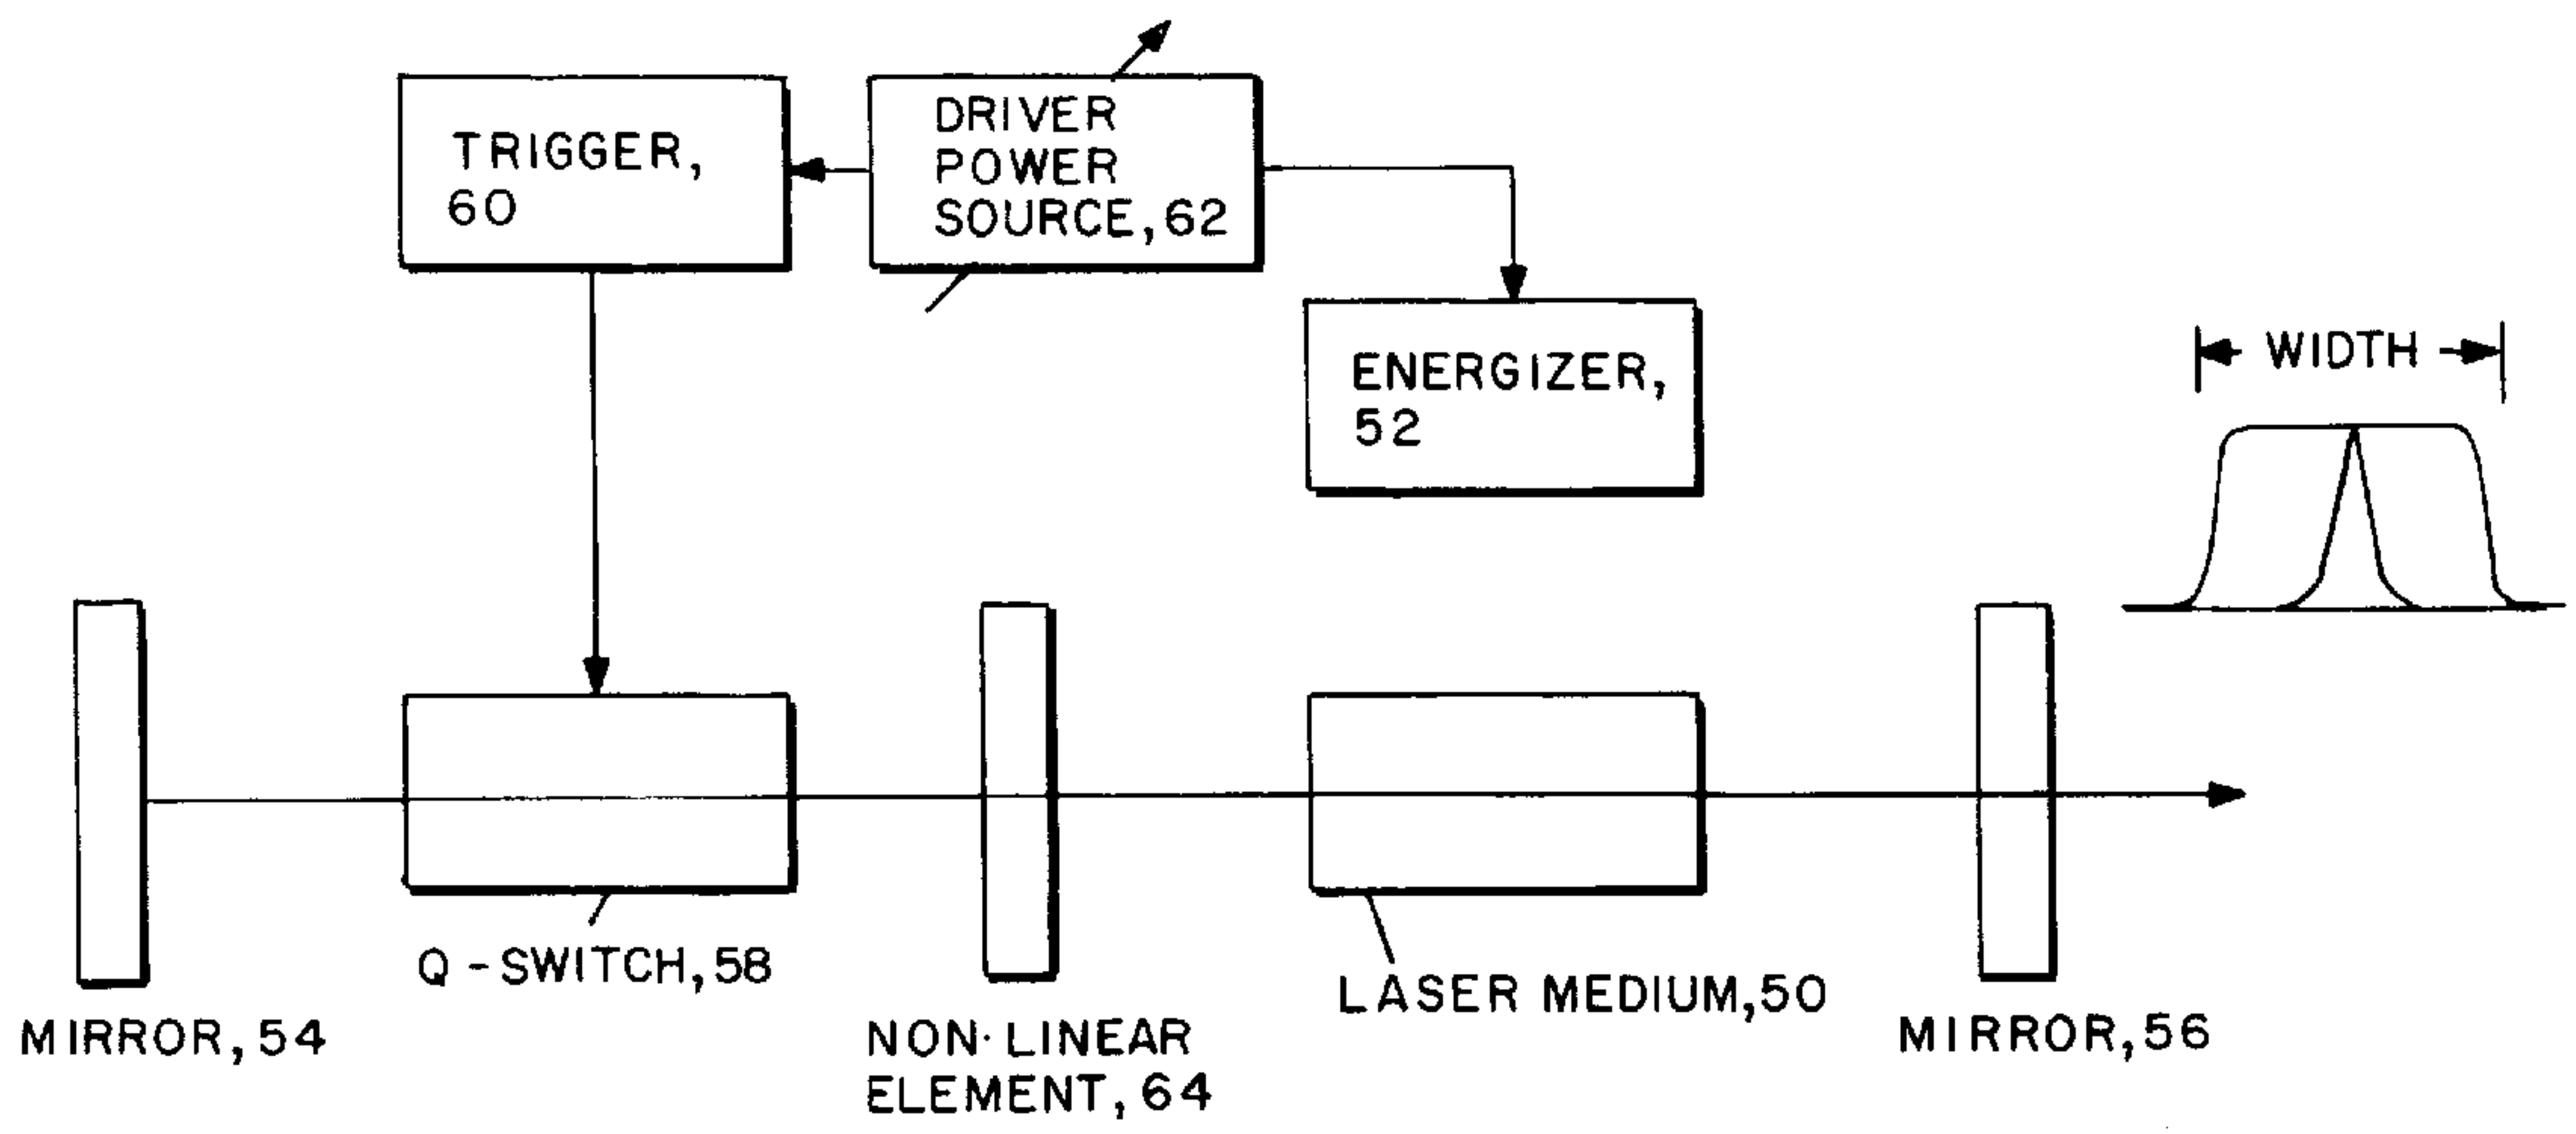 TRIGGER,
60
DRIVER
POWER
SOURCE, 62
ENERGIZER,
52
WIDTH
Q-SWITCH, 58
MIRROR, 54
NON-LINEAR
ELEMENT, 64
LASER MEDIUM, 50
MIRROR, 56